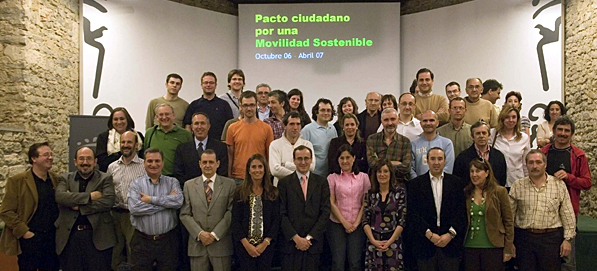 Pacto ciudadano
por una
Movilidad Sostenible
Octubre 06 - Abril 07